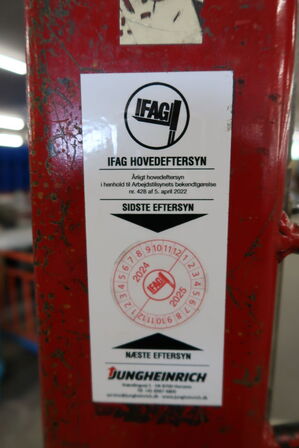 IFAG
IFAG HOVEDEFTERSYN
Årligt hovedeftersyn
i henhold til Arbejdstilsynets bekendtgørelse
nr. 428 af 5. april 2022
SIDSTE EFTERSYN
1 2 3 4 5 6 7 8 9 10 11 12
2024
IFAG
2025
1 2 3 4 5 6 7 8 9 10 11 12
NÆSTE EFTERSYN
JUNGHEINRICH